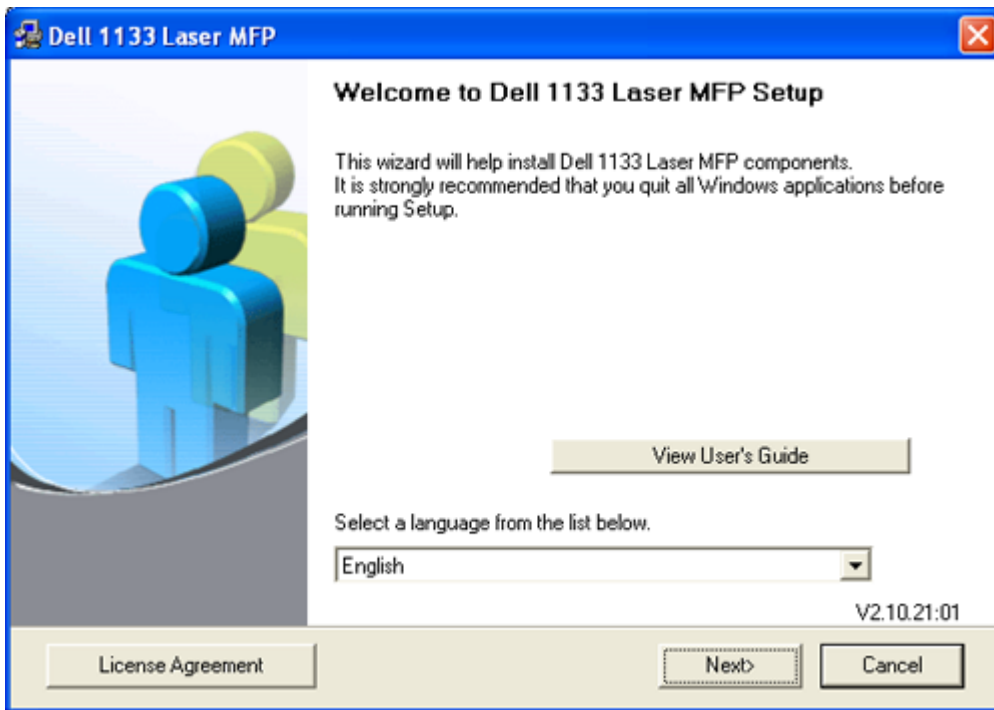 Dell 1133 Laser MFP
Welcome to Dell 1133 Laser MFP Setup
This wizard will help install Dell 1133 Laser MFP components.
It is strongly recommended that you quit all Windows applications before
running Setup.
View User's Guide
Select a language from the list below.
English
V2.10.21:01
License Agreement
Next>
Cancel